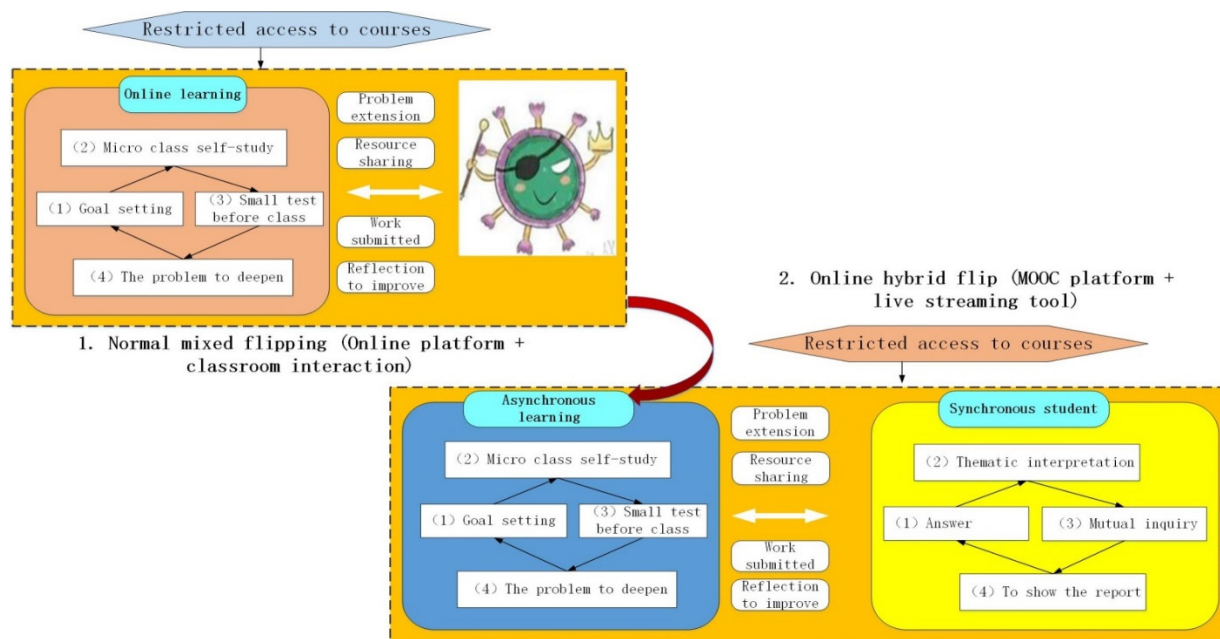 Restricted access to courses
Online learning
(2) Micro class self-study
(1) Goal setting
(3) Small test
before class
(4) The problem to deepen
Problem
extension
Resource
sharing
Work
submitted
Reflection
to improve
1. Normal mixed flipping (Online platform +
classroom interaction)
2. Online hybrid flip (MOOC platform +
live streaming tool)
Restricted access to courses
Asynchronous
learning
(2) Micro class self-study
(1) Goal setting
(3) Small test
before class
(4) The problem to deepen
Problem
extension
Resource
sharing
Work
submitted
Reflection
to improve
Synchronous student
(2) Thematic interpretation
(1) Answer
(3) Mutual inquiry
(4) To show the report